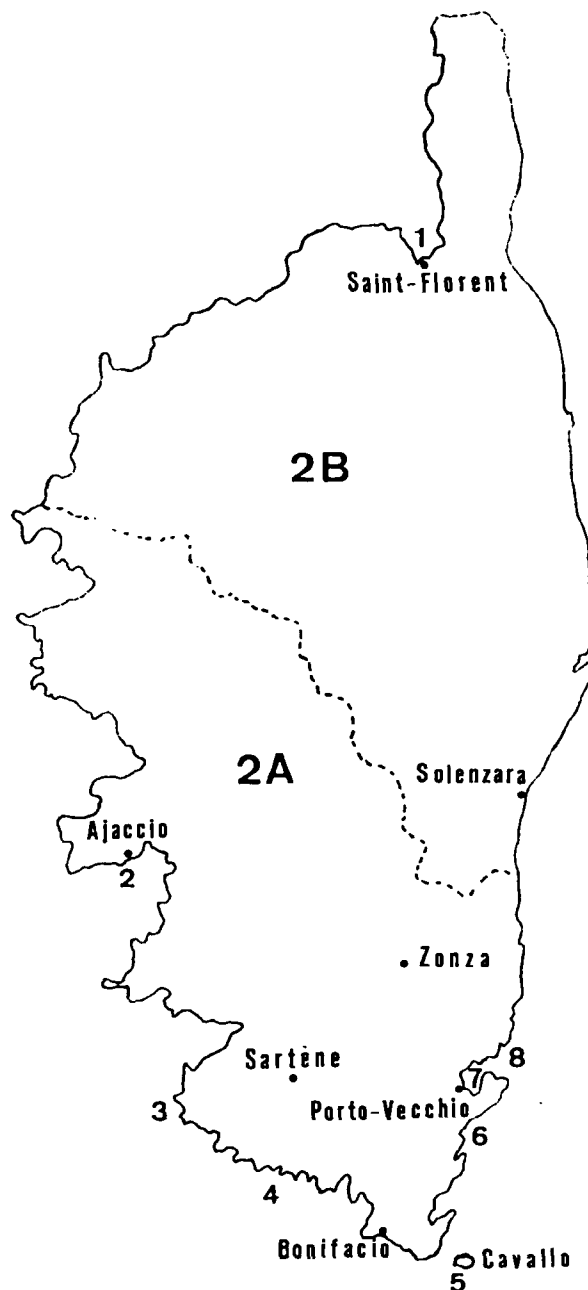 1
Saint-Florent
2B
2A
Solenzara
Ajaccio
2
Zonza
8
Sartène
7
3
Porto-Vecchio
6
4
Bonifacio
Cavallo
5